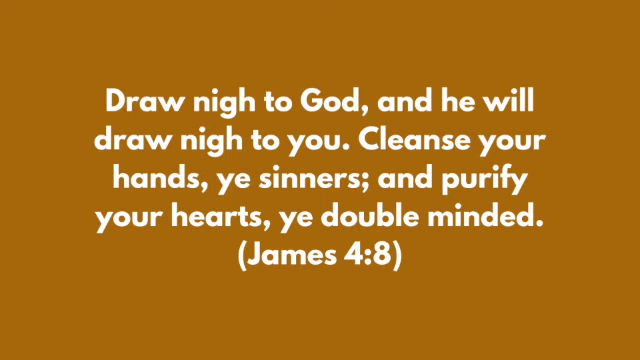 Draw nigh to God, and he will
draw nigh to you. Cleanse your
hands, ye sinners; and purify
your hearts, ye double minded.
(James 4:8)